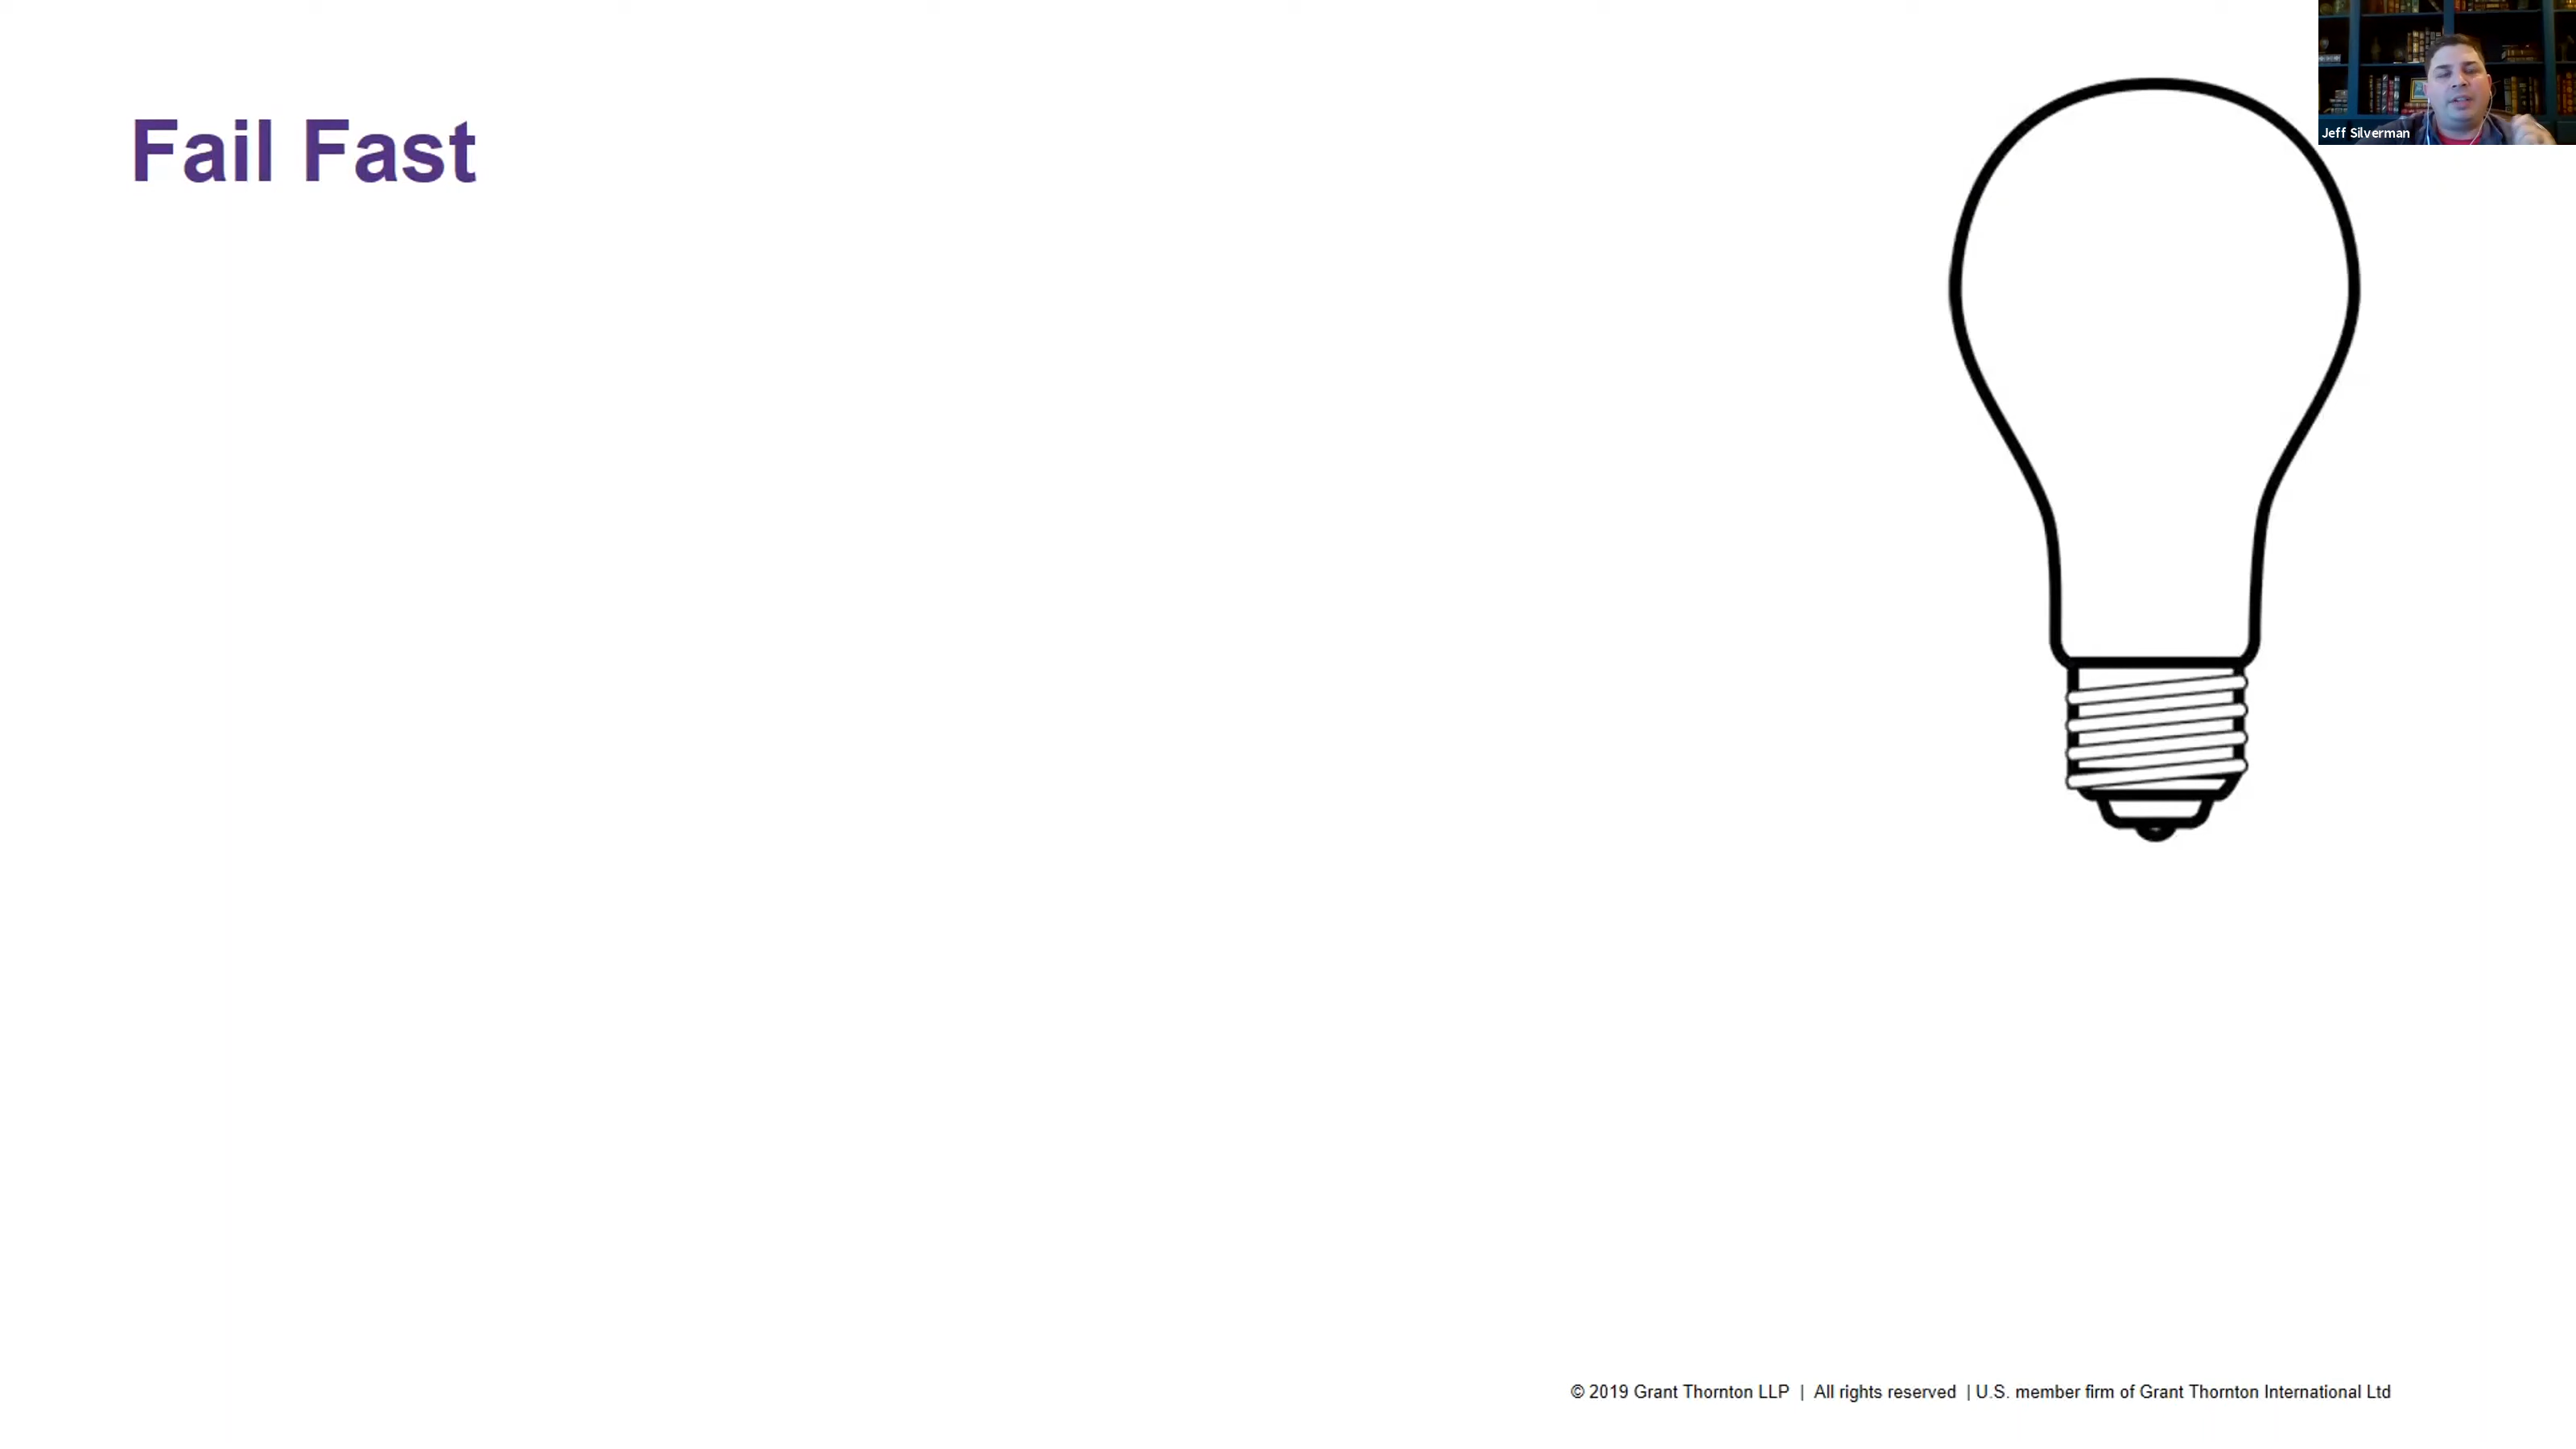 Fail Fast
Jeff Silverman
© 2019 Grant Thornton LLP | All rights reserved | U.S. member firm of Grant Thornton International Ltd